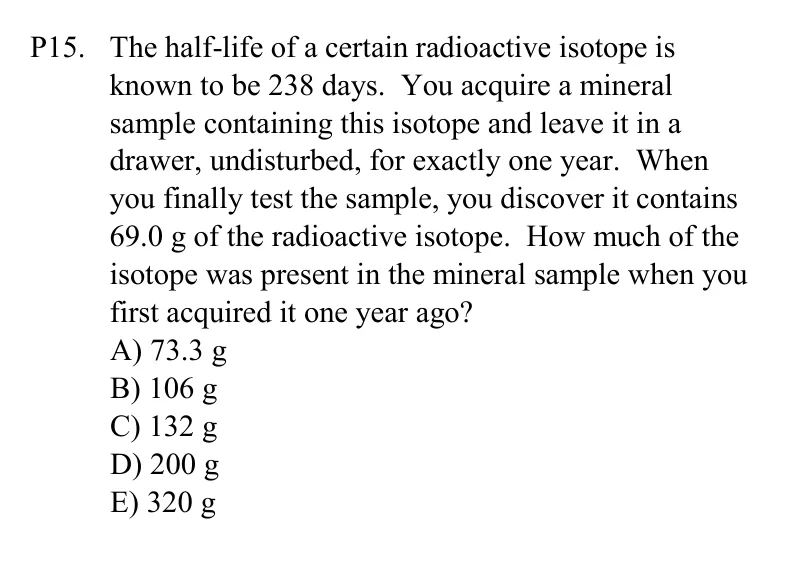 P15. The half-life of a certain radioactive isotope is
known to be 238 days. You acquire a mineral
sample containing this isotope and leave it in a
drawer, undisturbed, for exactly one year. When
you finally test the sample, you discover it contains
69.0 g of the radioactive isotope. How much of the
isotope was present in the mineral sample when you
first acquired it one year ago?
A) 73.3 g
B) 106 g
C) 132 g
D) 200 g
E) 320 g